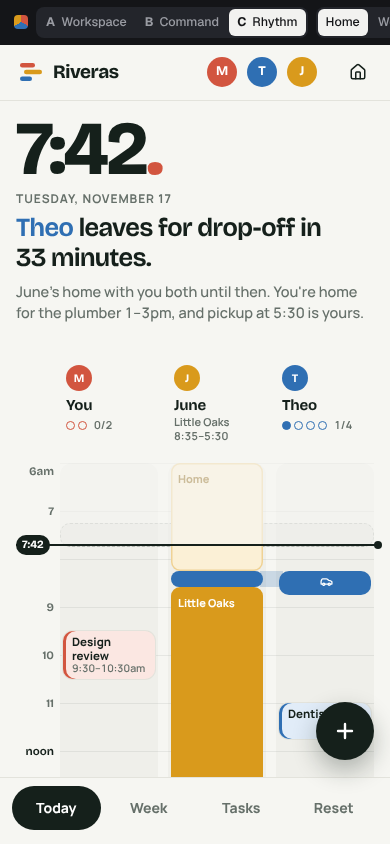 A Workspace B Command C Rhythm Home
Riveras M T J
7:42.
TUESDAY, NOVEMBER 17
Theo leaves for drop-off in
33 minutes.
June's home with you both until then. You're home
for the plumber 1–3pm, and pickup at 5:30 is yours.
M J T
You June Theo
0/2 Little Oaks 1/4
8:35–5:30
6am Home
7
7:42
9 Little Oaks
Design
review
9:30–10:30am
10
11
noon
+
Today Week Tasks Reset